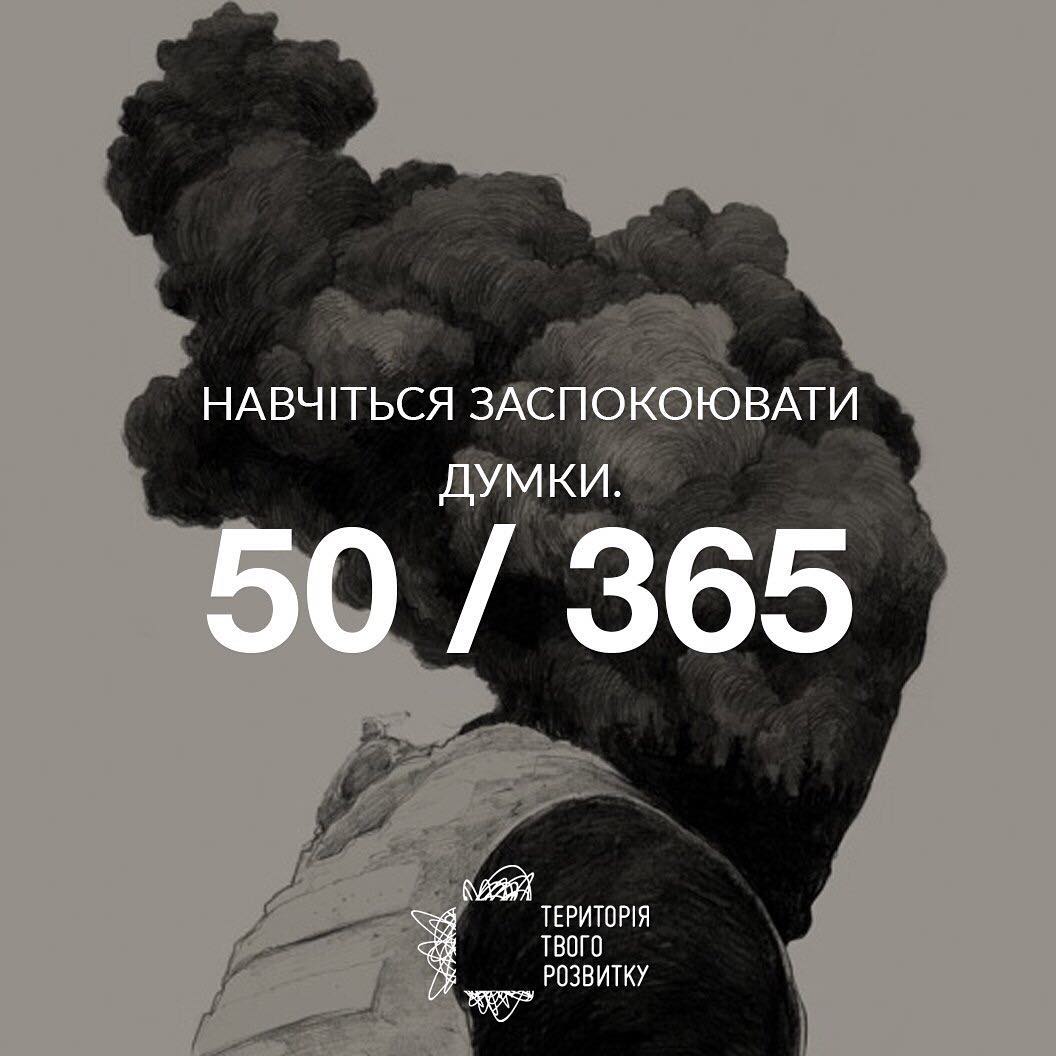 НАВЧІТЬСЯ ЗАСПОКОЮВАТИ
ДУМКИ.
50 / 365
ТЕРИТОРІЯ
ТВОГО
РОЗВИТКУ